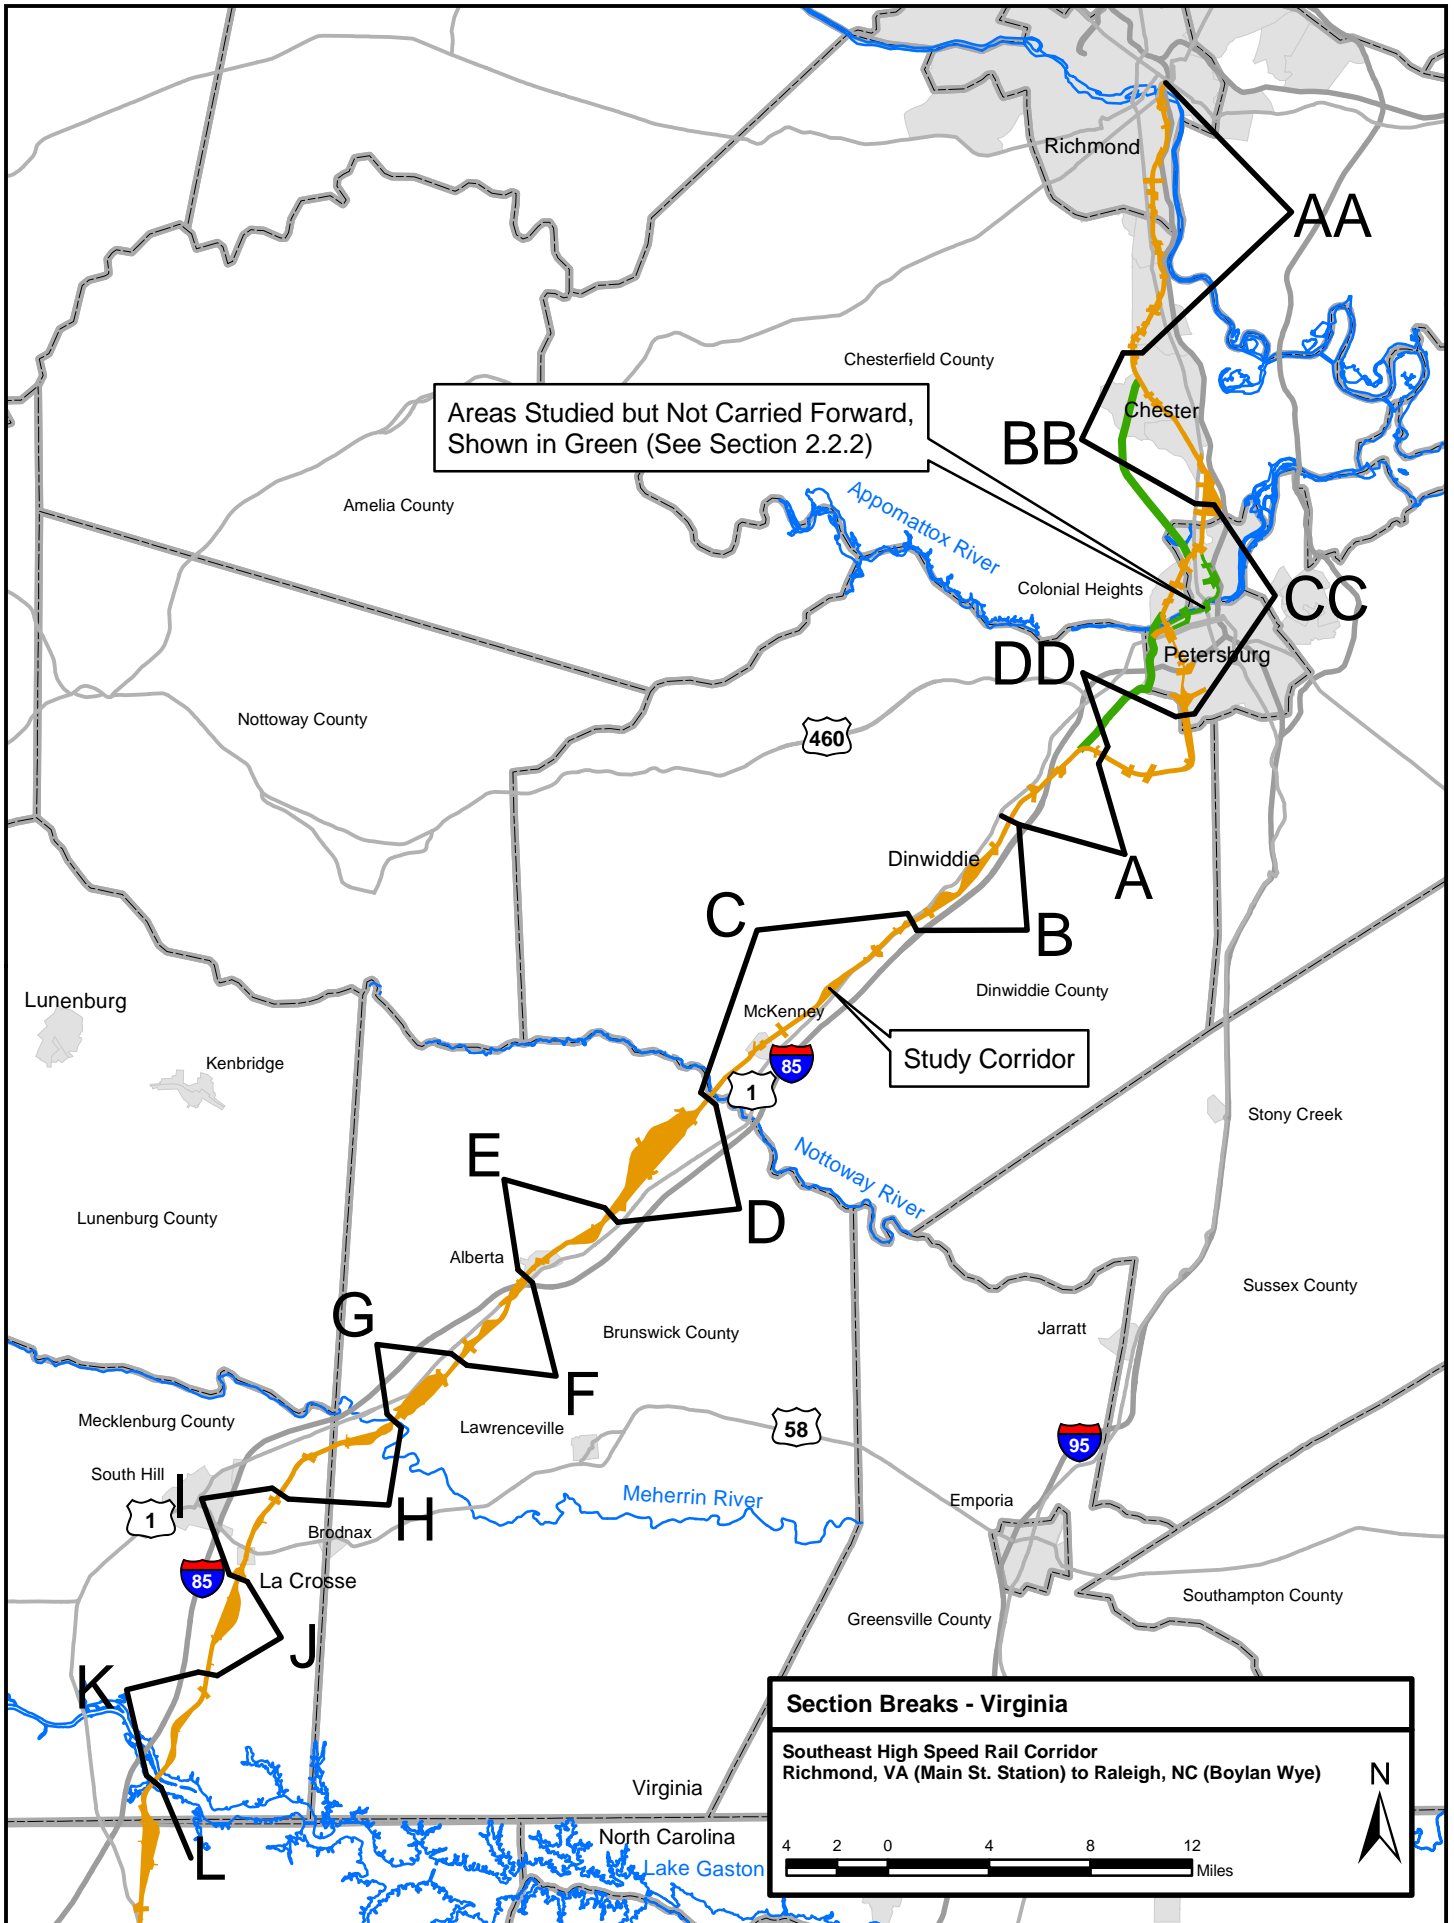 Richmond
AA
Chesterfield County
Areas Studied but Not Carried Forward,
Shown in Green (See Section 2.2.2)
Chester
BB
Amelia County
Appomattox River
Colonial Heights
CC
DD
Petersburg
Nottoway County
460
Dinwiddie
A
C
B
Lunenburg
Dinwiddie County
McKenney
Study Corridor
Kenbridge
85
1
Stony Creek
E
Nottoway River
Lunenburg County
D
Alberta
Sussex County
G
Brunswick County
Jarratt
F
Mecklenburg County
Lawrenceville
58
95
South Hill
I
1
Meherrin River
Emporia
H
Brodnax
85
La Crosse
Southampton County
Greensville County
J
K
Section Breaks - Virginia
Southeast High Speed Rail Corridor
Richmond, VA (Main St. Station) to Raleigh, NC (Boylan Wye)
N
Virginia
North Carolina
Lake Gaston
L
4 2 0 4 8 12
Miles